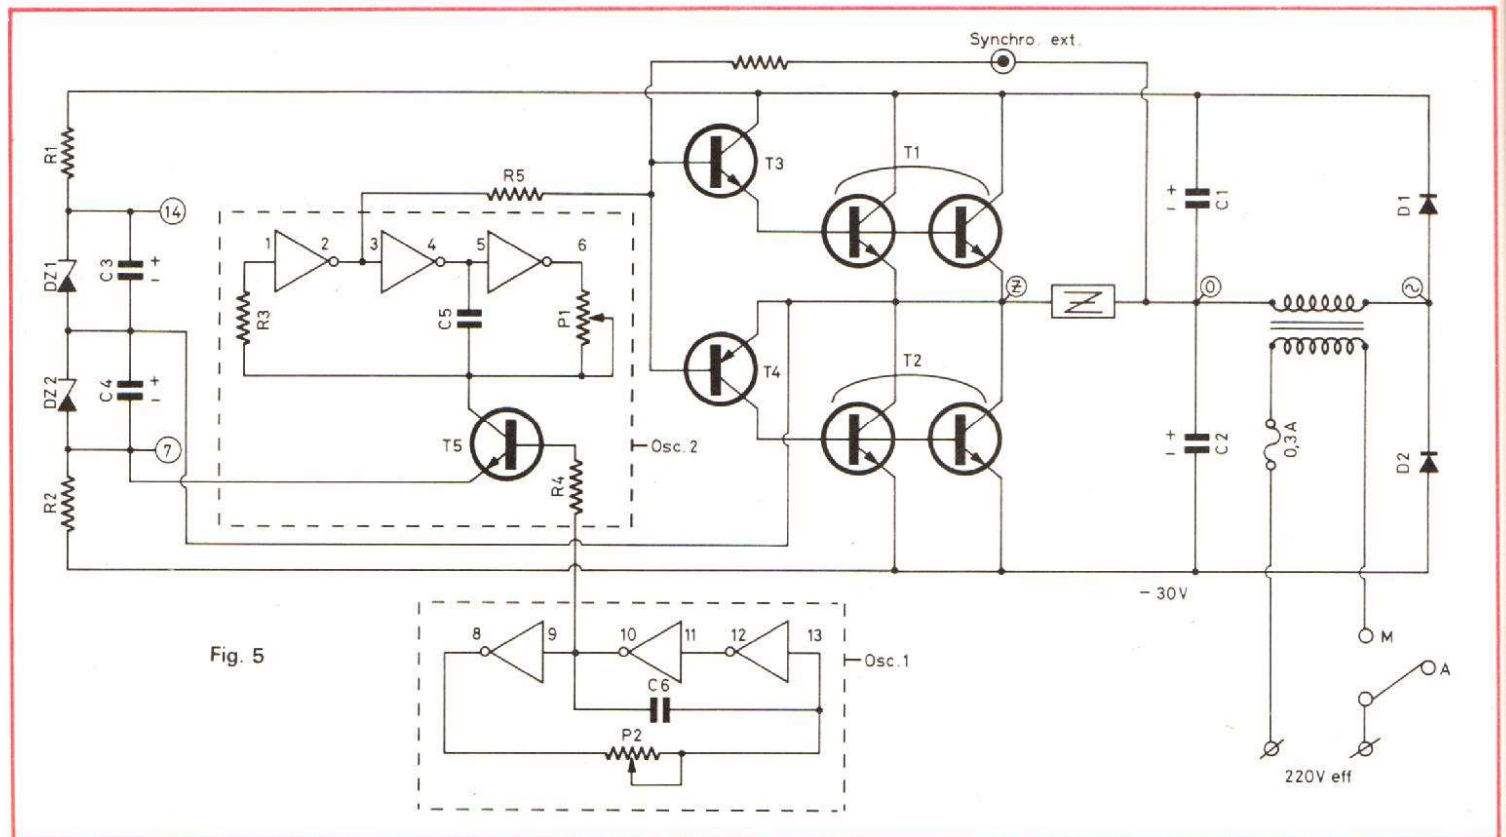 Synchro. ext.
R1
14
DZ1
C3
+
−
DZ2
C4
+
−
7
R2
R5
1
2
3
4
5
6
R3
C5
P1
T5
R4
Osc.2
T3
T1
T4
T2
Z
0
~
+
−
C1
D1
+
−
C2
D2
0,3A
−30V
M
A
220V eff
8
9
10
11
12
13
C6
P2
Osc.1
Fig. 5